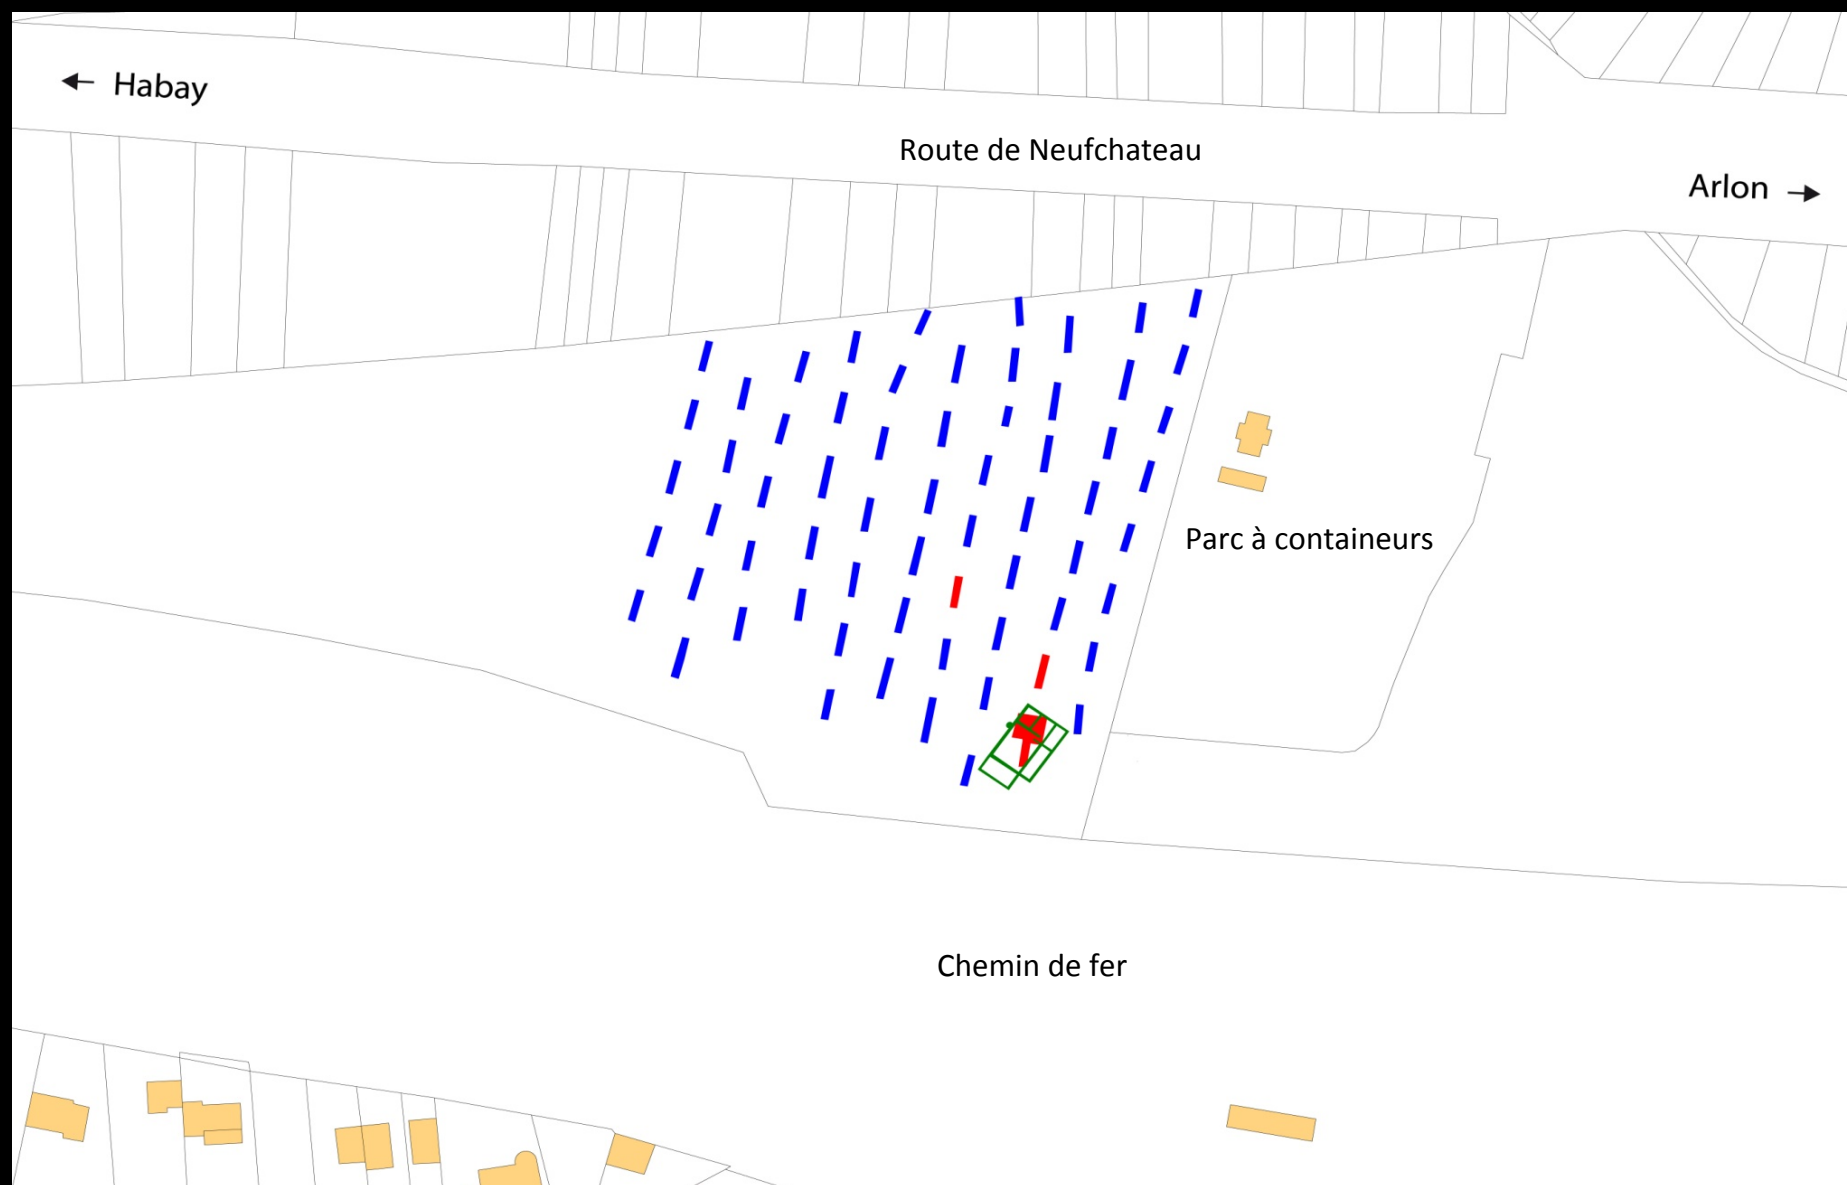 ← Habay
Route de Neufchateau
Arlon →
Parc à containeurs
Chemin de fer